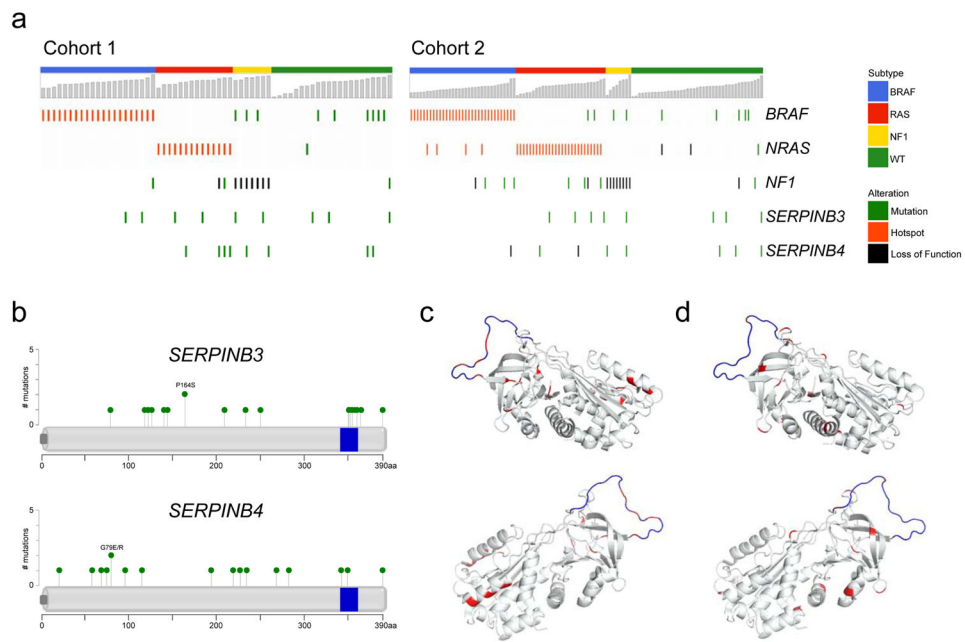 a
Cohort 1
Cohort 2
BRAF
NRAS
NF1
SERPINB3
SERPINB4
Subtype
BRAF
RAS
NF1
WT
Alteration
Mutation
Hotspot
Loss of Function
b
SERPINB3
# mutations
5
0
P164S
0 100 200 300 390aa
SERPINB4
# mutations
5
0
G79E/R
0 100 200 300 390aa
c
d